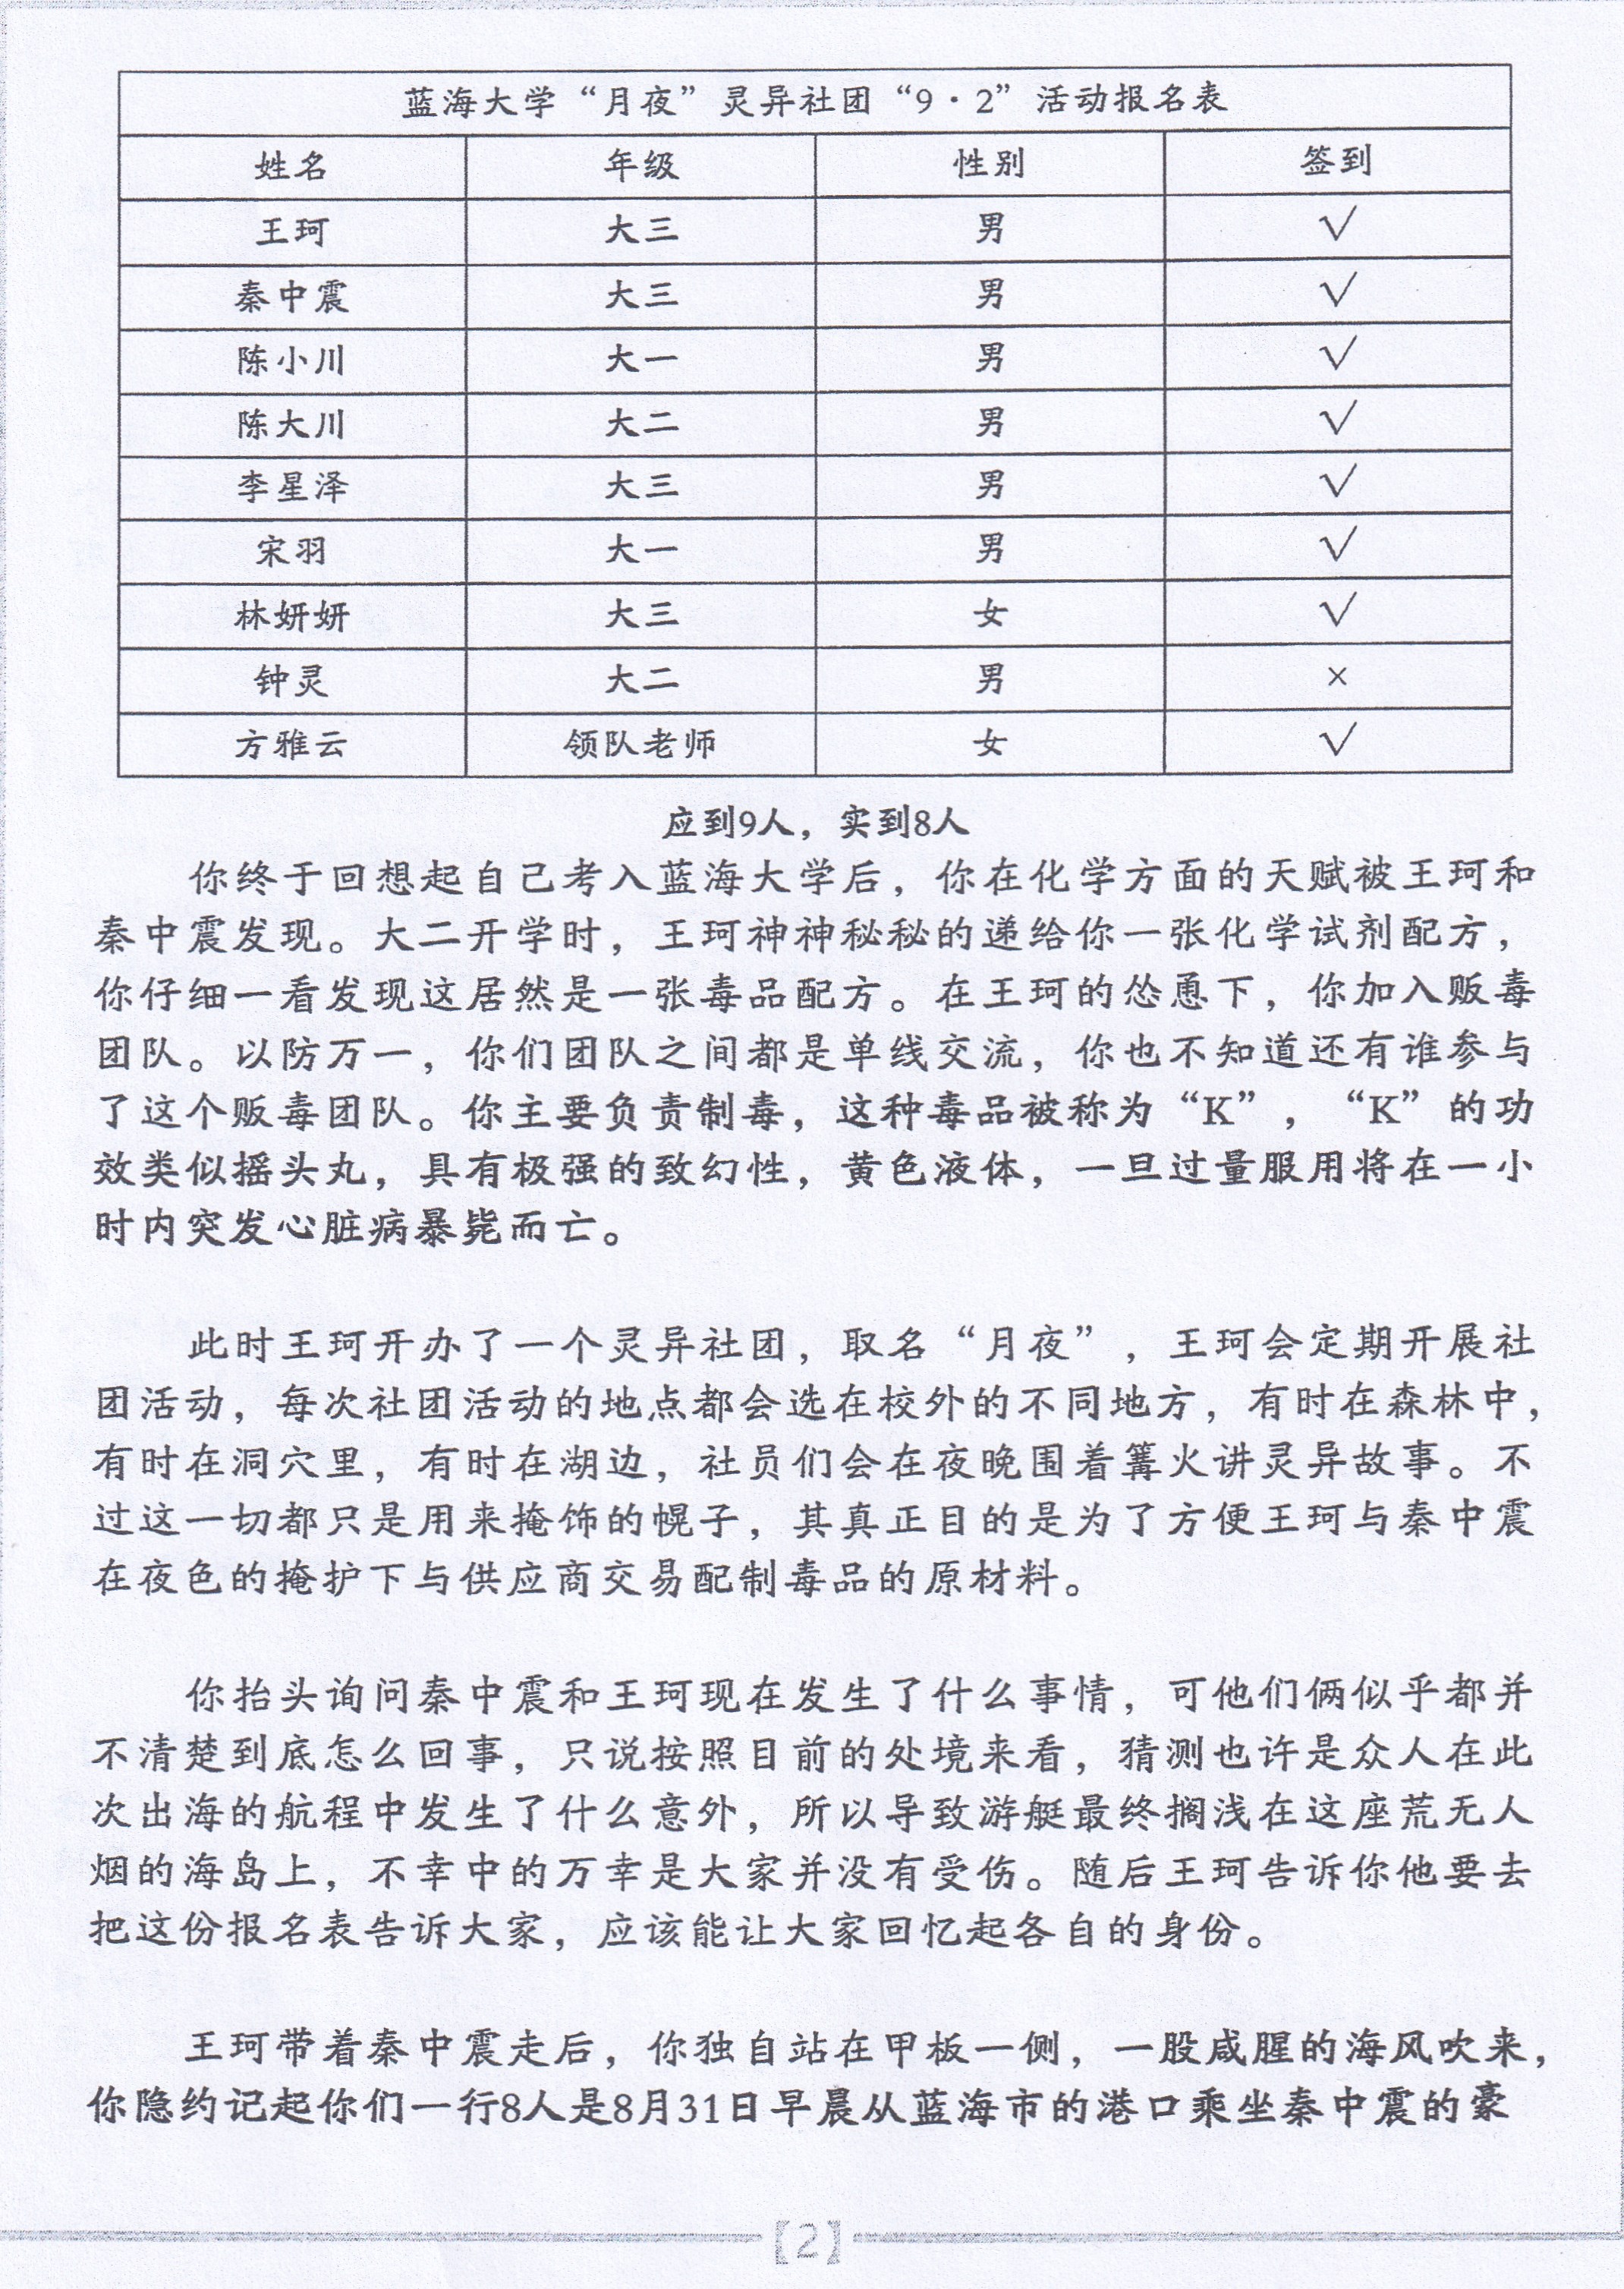 蓝海大学“月夜”灵异社团“9·2”活动报名表
姓名 年级 性别 签到
王珂 大三 男 √
秦中震 大三 男 √
陈小川 大一 男 √
陈大川 大二 男 √
李星泽 大三 男 √
宋羽 大一 男 √
林妍妍 大三 女 √
钟灵 大二 男 ×
方雅云 领队老师 女 √
应到9人，实到8人
你终于回想起自己考入蓝海大学后，你在化学方面的天赋被王珂和
秦中震发现。大二开学时，王珂神神秘秘的递给你一张化学试剂配方，
你仔细一看发现这居然是一张毒品配方。在王珂的怂恿下，你加入贩毒
团队。以防万一，你们团队之间都是单线交流，你也不知道还有谁参与
了这个贩毒团队。你主要负责制毒，这种毒品被称为“K”，“K”的功
效类似摇头丸，具有极强的致幻性，黄色液体，一旦过量服用将在一小
时内突发心脏病暴毙而亡。
此时王珂开办了一个灵异社团，取名“月夜”，王珂会定期开展社
团活动，每次社团活动的地点都会选在校外的不同地方，有时在森林中，
有时在洞穴里，有时在湖边，社员们会在夜晚围着篝火讲灵异故事。不
过这一切都只是用来掩饰的幌子，其真正目的是为了方便王珂与秦中震
在夜色的掩护下与供应商交易配制毒品的原材料。
你抬头询问秦中震和王珂现在发生了什么事情，可他们俩似乎都并
不清楚到底怎么回事，只说按照目前的处境来看，猜测也许是众人在此
次出海的航程中发生了什么意外，所以导致游艇最终搁浅在这座荒无人
烟的海岛上，不幸中的万幸是大家并没有受伤。随后王珂告诉你他要去
把这份报名表告诉大家，应该能让大家回忆起各自的身份。
王珂带着秦中震走后，你独自站在甲板一侧，一股咸腥的海风吹来，
你隐约记起你们一行8人是8月31日早晨从蓝海市的港口乘坐秦中震的豪
【2】